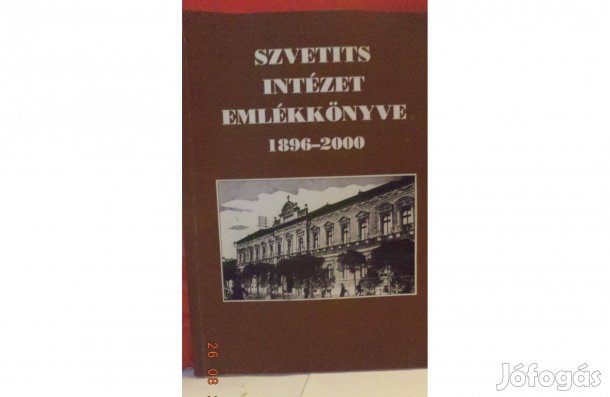 SZVETITS
INTÉZET
EMLÉKKÖNYVE
1896–2000
26 08
Jófogás